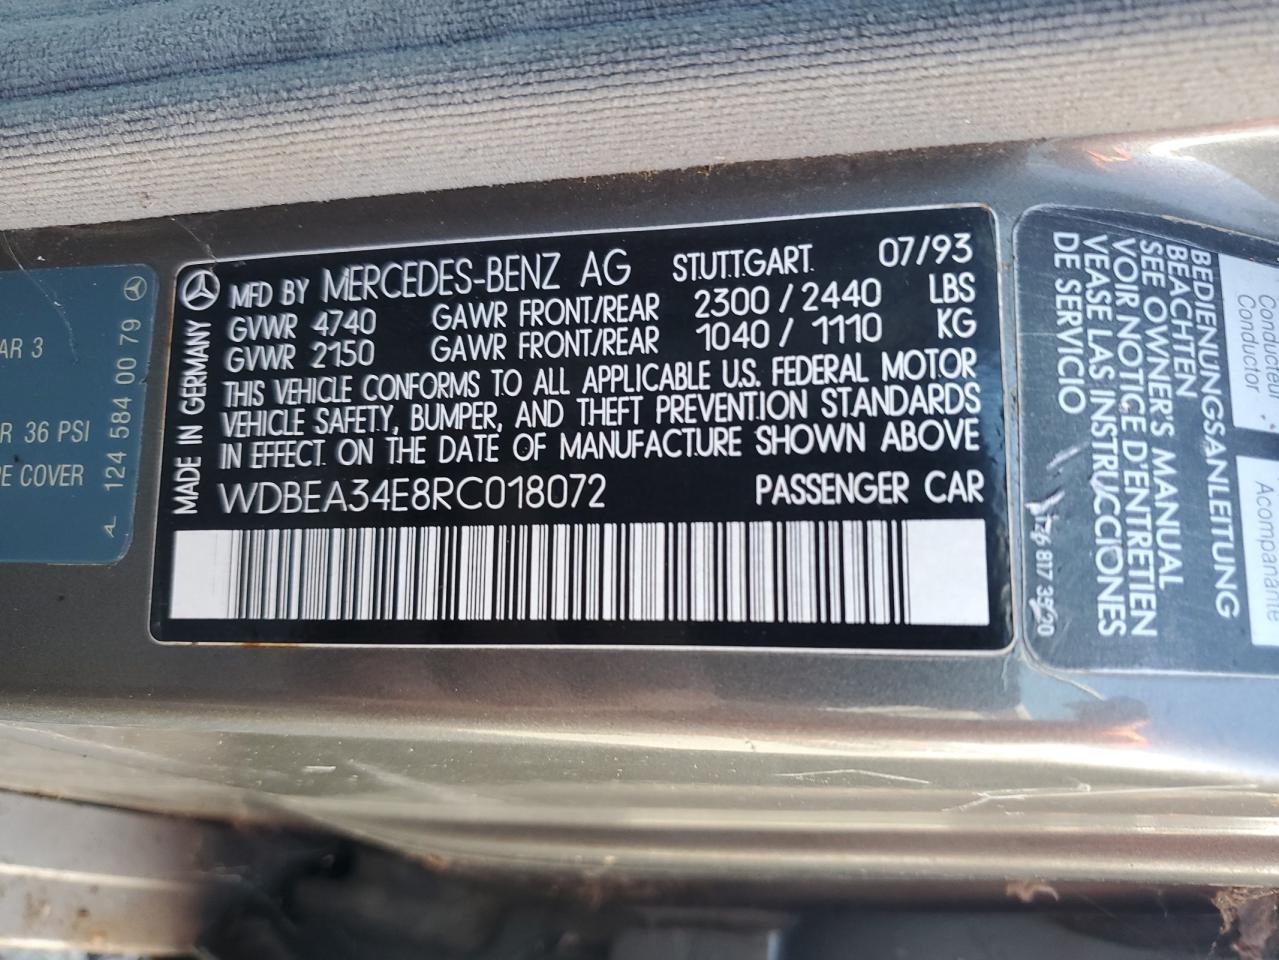 AR 3
R 36 PSI
E COVER
124 584 00 79
MADE IN GERMANY
MFD BY MERCEDES-BENZ AG STUTTGART 07/93
GVWR 4740 GAWR FRONT/REAR 2300 / 2440 LBS
GVWR 2150 GAWR FRONT/REAR 1040 / 1110 KG
THIS VEHICLE CONFORMS TO ALL APPLICABLE U.S. FEDERAL MOTOR
VEHICLE SAFETY, BUMPER, AND THEFT PREVENTION STANDARDS
IN EFFECT ON THE DATE OF MANUFACTURE SHOWN ABOVE
WDBEA34E8RC018072 PASSENGER CAR
BEDIENUNGSANLEITUNG
BEACHTEN
SEE OWNER'S MANUAL
VOIR NOTICE D'ENTRETIEN
VEASE LAS INSTRUCCIONES
DE SERVICIO
817
20
Conducteur
Conductor
Acompanante